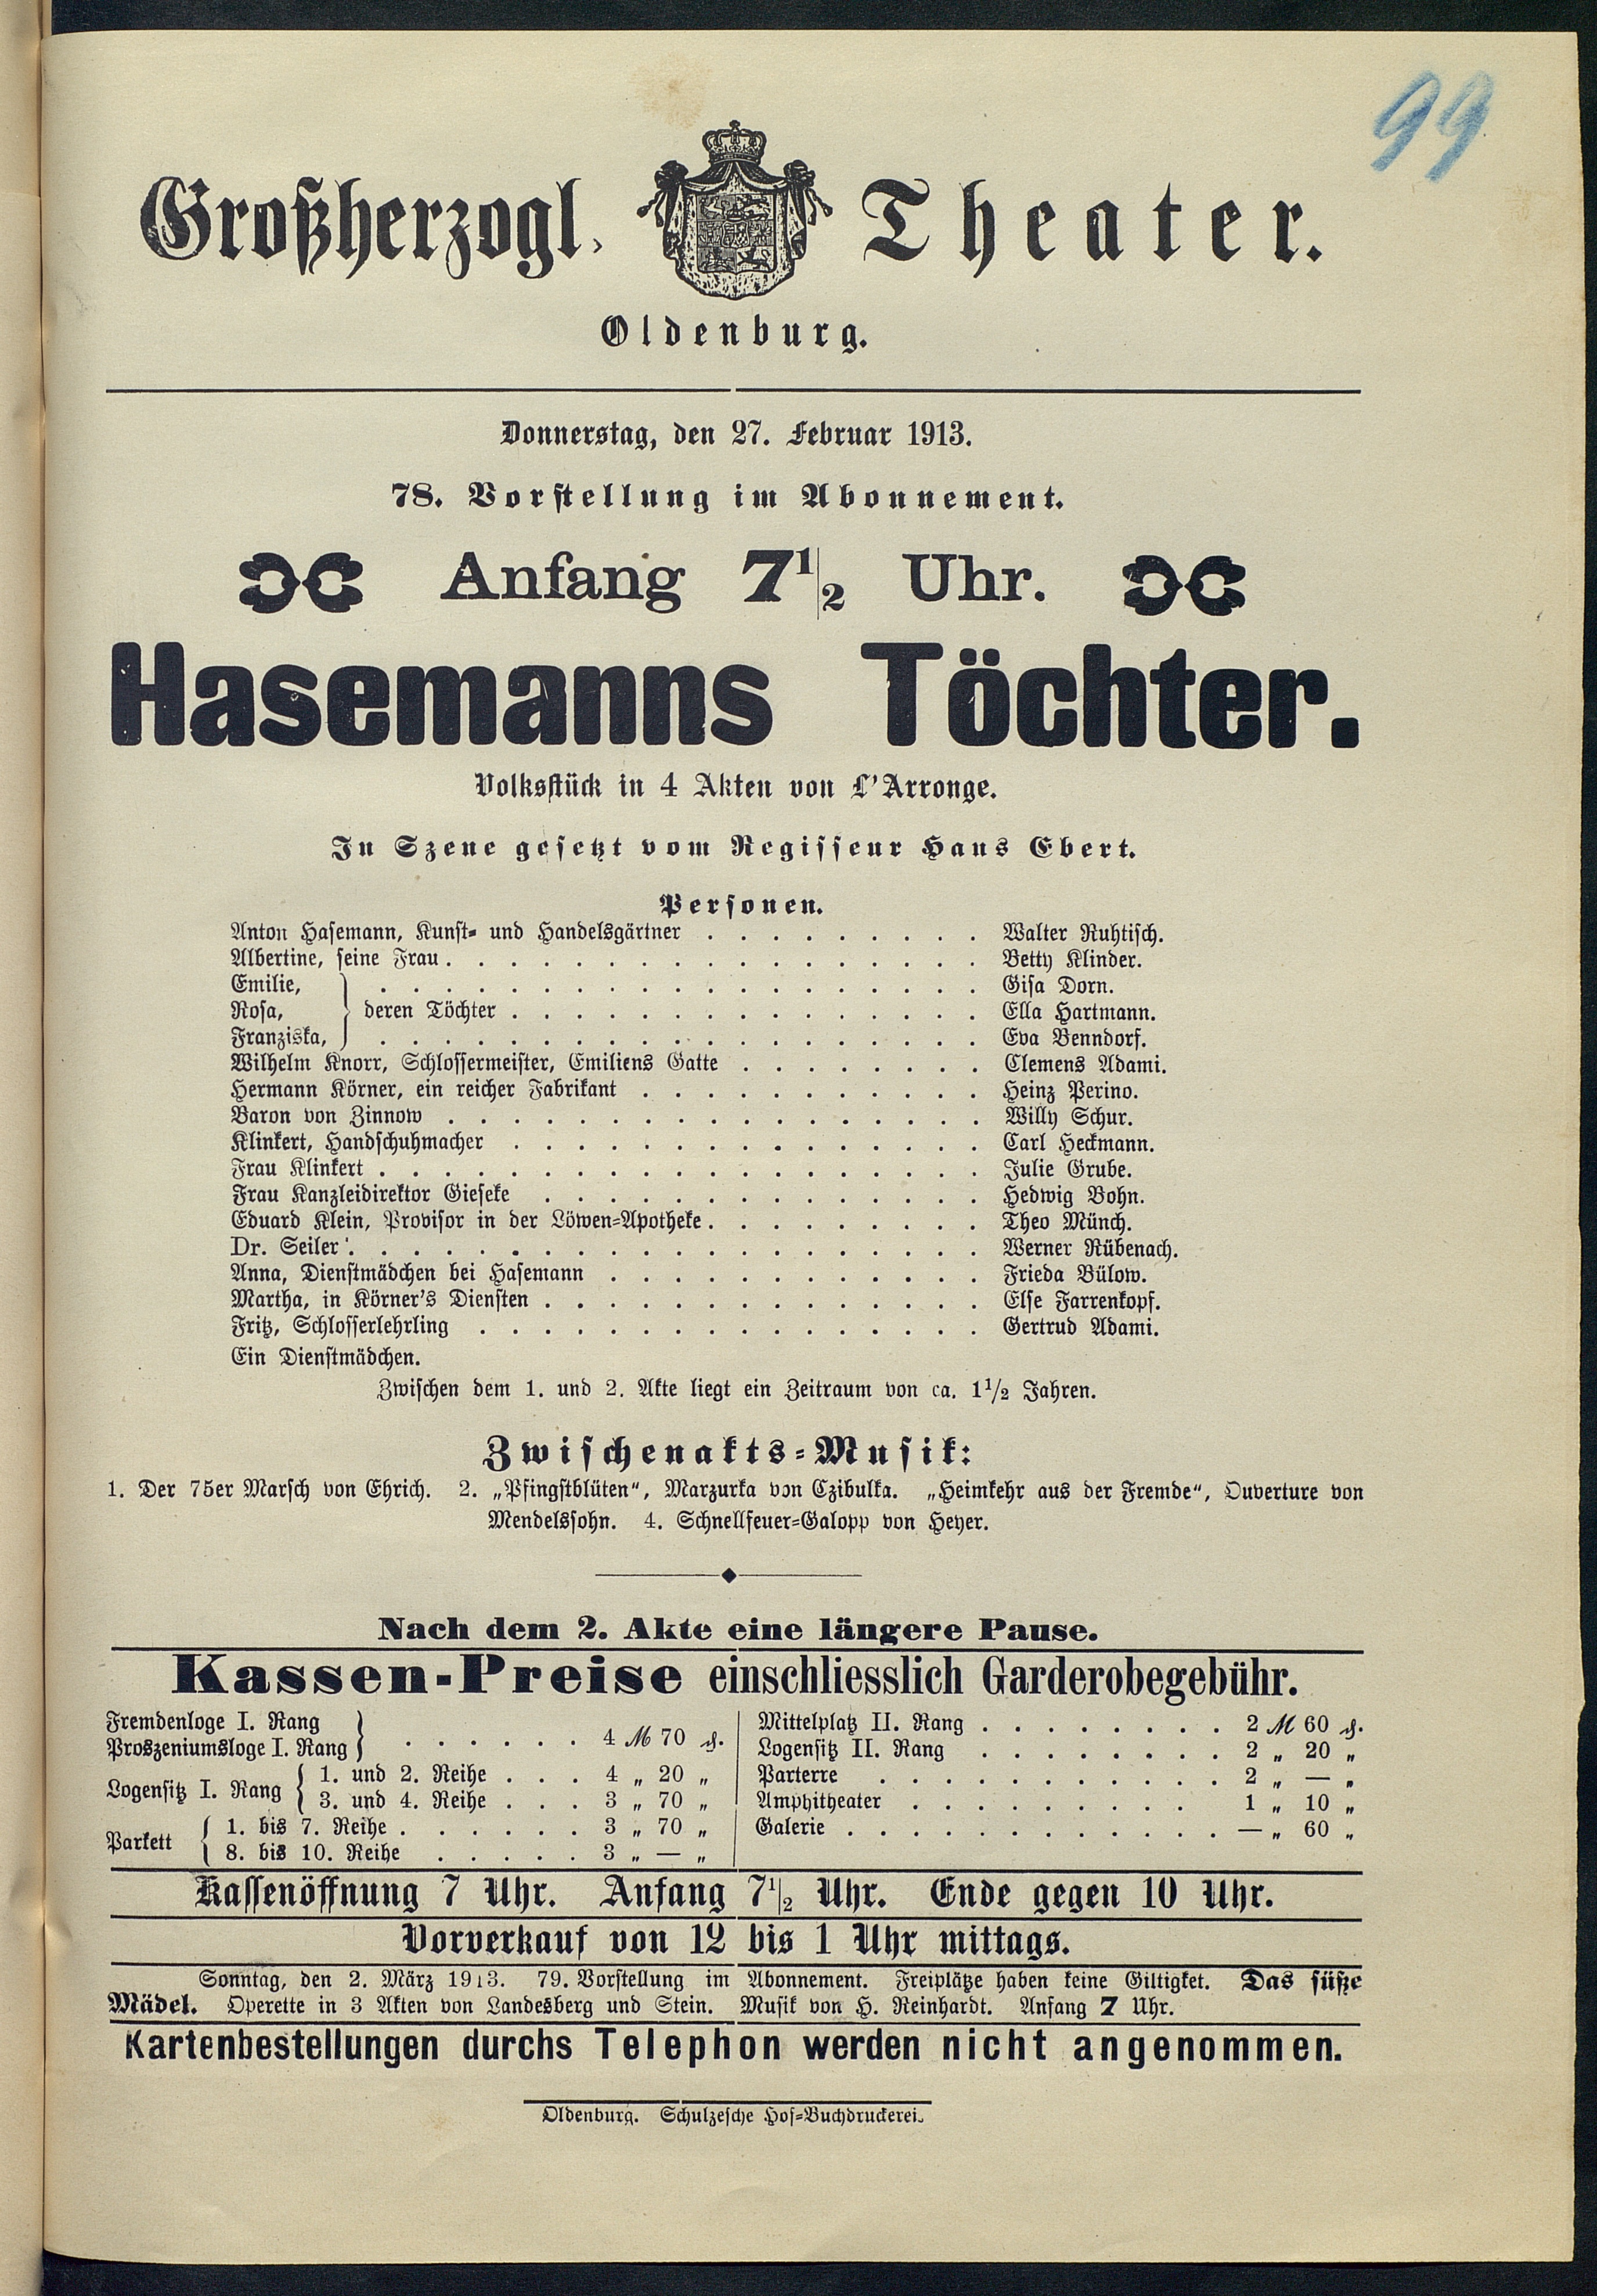 99
Großherzogl. Theater.
Oldenburg.
Donnerstag, den 27. Februar 1913.
78. Vorstellung im Abonnement.
Anfang 7 1/2 Uhr.
Hasemanns Töchter.
Volksstück in 4 Akten von L'Arronge.
In Szene gesetzt vom Regisseur Hans Ebert.
Personen.
Anton Hasemann, Kunst- und Handelsgärtner . . . . . . . . . Walter Ruhtisch.
Albertine, seine Frau . . . . . . . . . Betty Klinder.
Emilie, . . . . . . . . . Gisa Dorn.
Rosa, } deren Töchter . . . . . . . . . Ella Hartmann.
Franziska, . . . . . . . . . Eva Benndorf.
Wilhelm Knorr, Schlossermeister, Emiliens Gatte . . . . . . . . Clemens Adami.
Hermann Körner, ein reicher Fabrikant . . . . . . . . . Heinz Perino.
Baron von Zinnow . . . . . . . . . Willy Schur.
Klinkert, Handschuhmacher . . . . . . . . . Carl Heckmann.
Frau Klinkert . . . . . . . . . Julie Grube.
Frau Kanzleidirektor Gieseke . . . . . . . . . Hedwig Bohn.
Eduard Klein, Provisor in der Löwen-Apotheke . . . . . . . . . Theo Münch.
Dr. Seiler . . . . . . . . . Werner Rübenach.
Anna, Dienstmädchen bei Hasemann . . . . . . . . . Frieda Bülow.
Martha, in Körner's Diensten . . . . . . . . . Else Farrenkopf.
Fritz, Schlosserlehrling . . . . . . . . . Gertrud Adami.
Ein Dienstmädchen.
Zwischen dem 1. und 2. Akte liegt ein Zeitraum von ca. 1 1/2 Jahren.
Zwischenakts-Musik:
1. Der 75er Marsch von Ehrich. 2. „Pfingstblüten“, Marzurka von Czibulka. „Heimkehr aus der Fremde“, Ouverture von
Mendelssohn. 4. Schnellfeuer-Galopp von Heyer.
Nach dem 2. Akte eine längere Pause.
Kassen-Preise einschliesslich Garderobegebühr.
Fremdenloge I. Rang
Proszeniumsloge I. Rang } . . . . . . 4 M 70 ₰.
Logensitz I. Rang { 1. und 2. Reihe . . . 4 „ 20 „
3. und 4. Reihe . . . 3 „ 70 „
Parkett { 1. bis 7. Reihe . . . . . . 3 „ 70 „
8. bis 10. Reihe . . . . . 3 „ — „
Mittelplatz II. Rang . . . . . . . . 2 M 60 ₰.
Logensitz II. Rang . . . . . . . . 2 „ 20 „
Parterre . . . . . . . . . . . 2 „ — „
Amphitheater . . . . . . . . . 1 „ 10 „
Galerie . . . . . . . . . . . . — „ 60 „
Kassenöffnung 7 Uhr. Anfang 7 1/2 Uhr. Ende gegen 10 Uhr.
Vorverkauf von 12 bis 1 Uhr mittags.
Sonntag, den 2. März 1913. 79. Vorstellung im Abonnement. Freiplätze haben keine Giltigket. Das süße
Mädel. Operette in 3 Akten von Landesberg und Stein. Musik von H. Reinhardt. Anfang 7 Uhr.
Kartenbestellungen durchs Telephon werden nicht angenommen.
Oldenburg. Schulzesche Hof-Buchdruckerei.